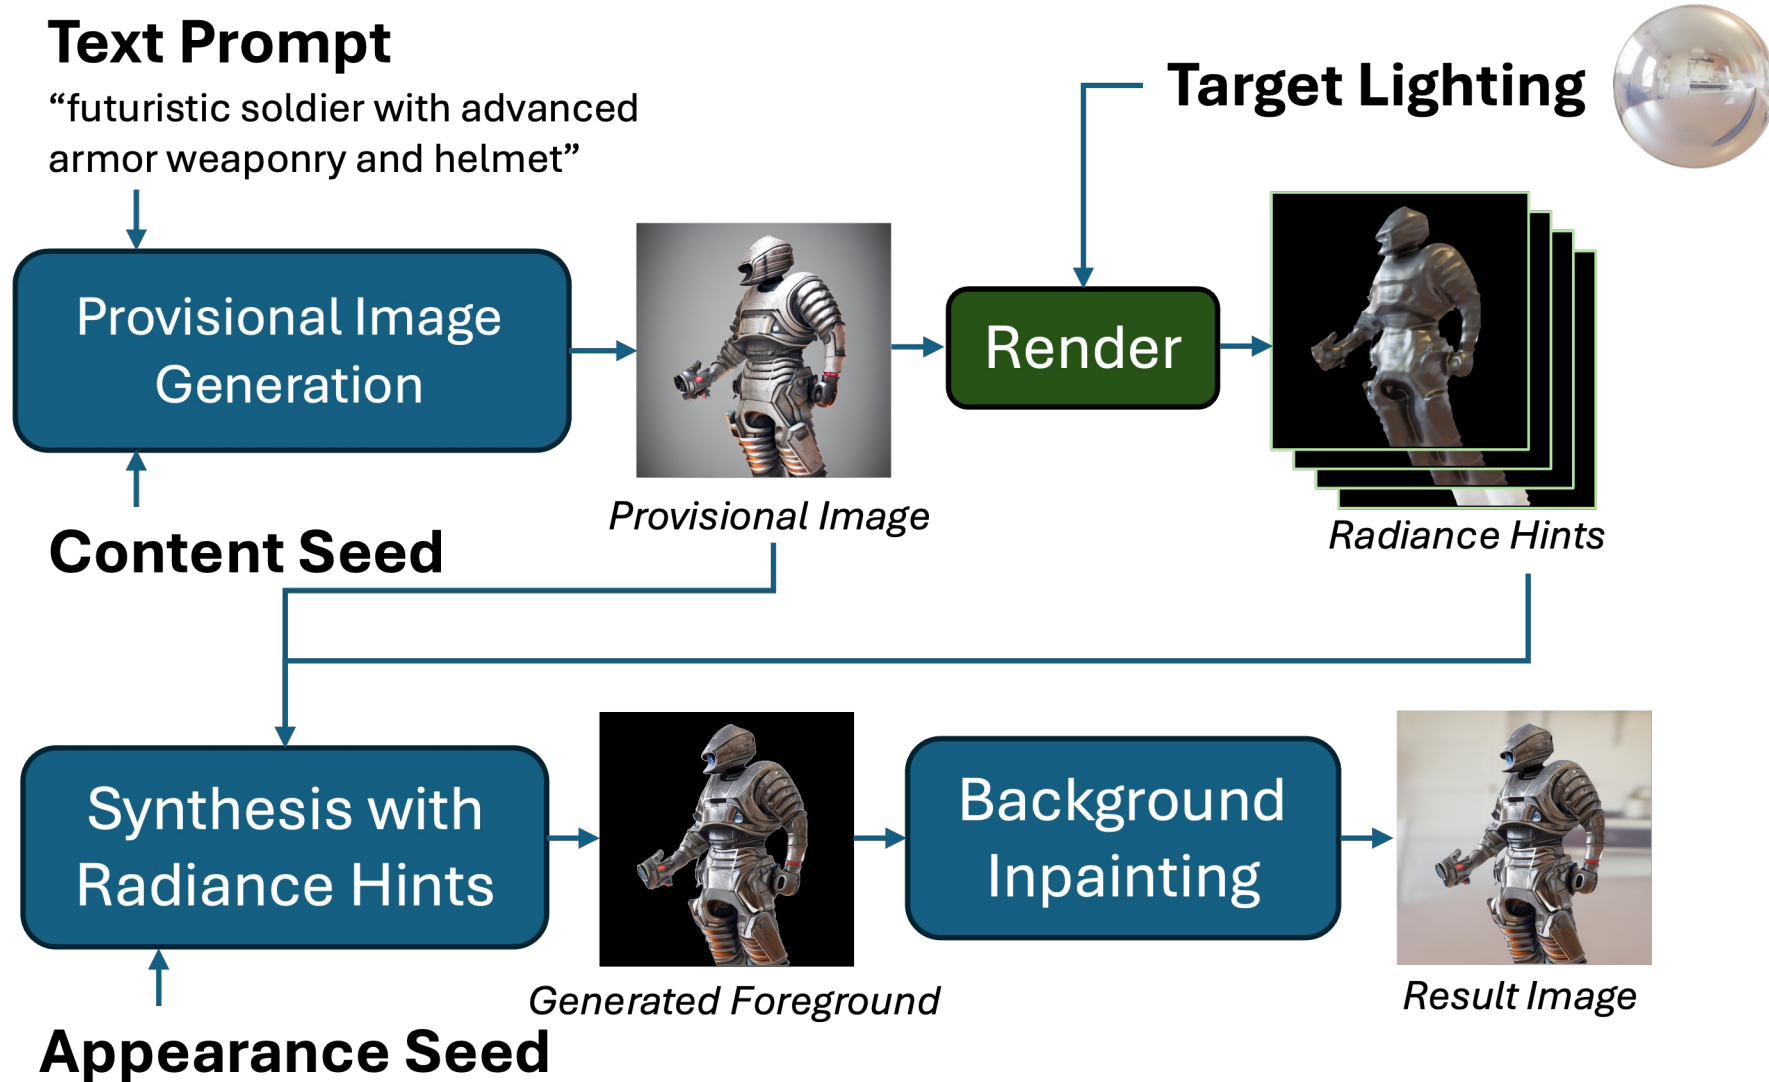 Text Prompt
“futuristic soldier with advanced
armor weaponry and helmet”
Target Lighting
Provisional Image
Generation
Render
Provisional Image
Radiance Hints
Content Seed
Synthesis with
Radiance Hints
Background
Inpainting
Generated Foreground
Result Image
Appearance Seed